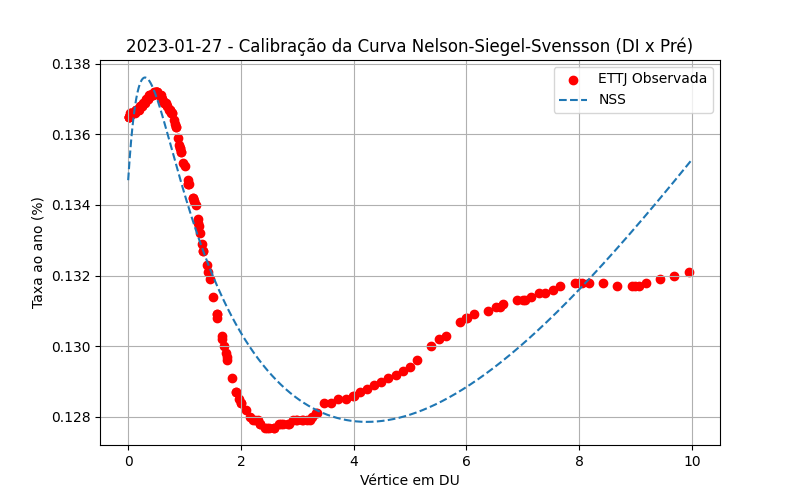 2023-01-27 - Calibração da Curva Nelson-Siegel-Svensson (DI x Pré)
0.138
0.136
0.134
0.132
0.130
0.128
Taxa ao ano (%)
ETTJ Observada
NSS
0 2 4 6 8 10
Vértice em DU